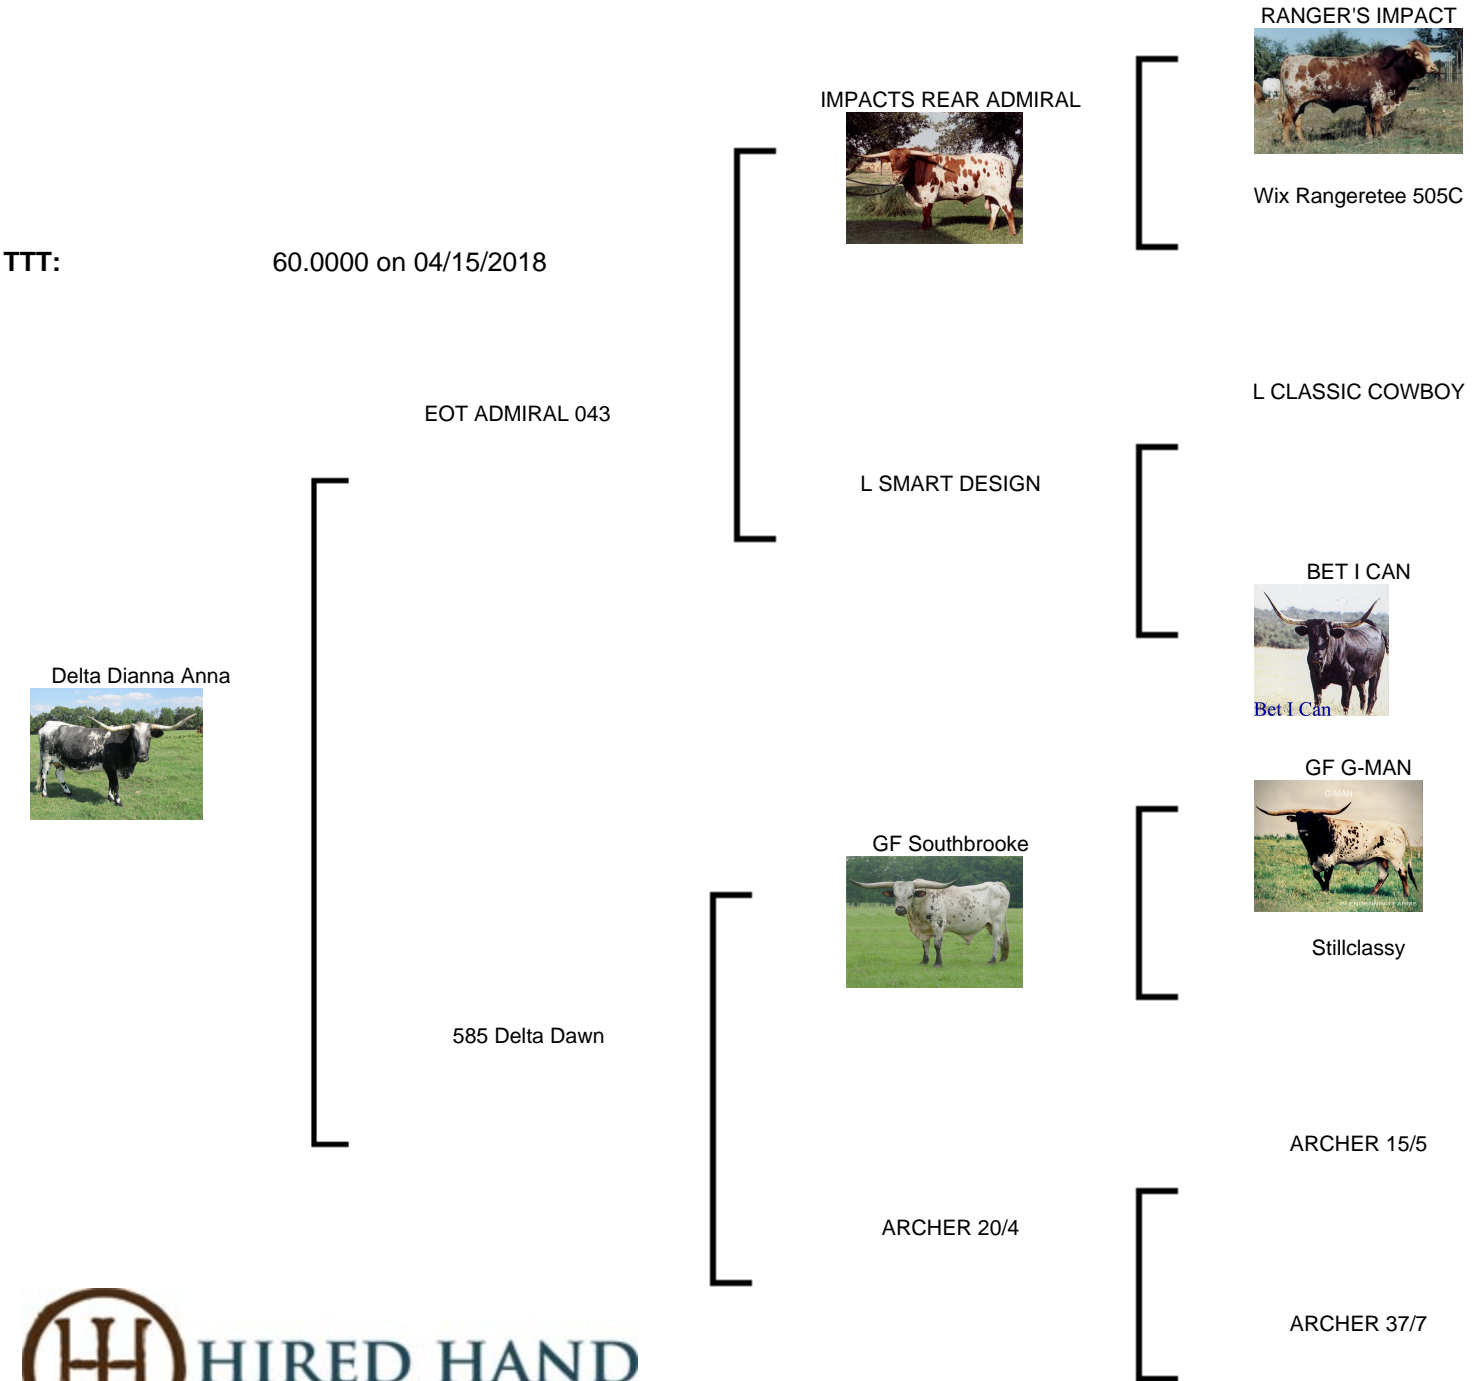 RANGER'S IMPACT
IMPACTS REAR ADMIRAL
Wix Rangeretee 505C
TTT: 60.0000 on 04/15/2018
L CLASSIC COWBOY
EOT ADMIRAL 043
L SMART DESIGN
BET I CAN
Bet I Can
Delta Dianna Anna
GF G-MAN
G-MAN
GF Southbrooke
Stillclassy
585 Delta Dawn
ARCHER 15/5
ARCHER 20/4
ARCHER 37/7
HIRED HAND